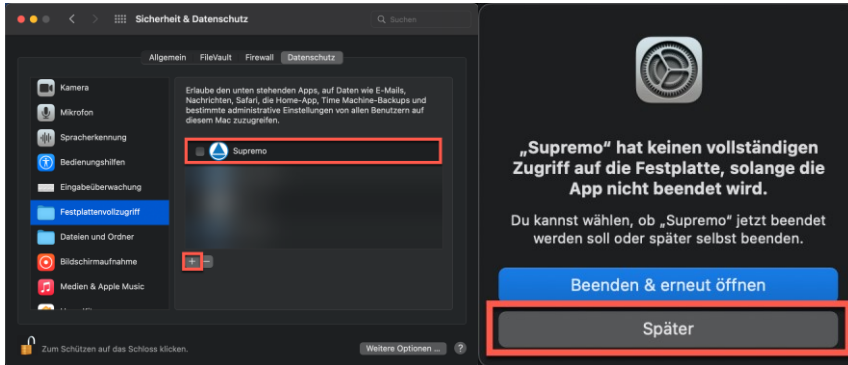 Sicherheit & Datenschutz
Suchen
Allgemein FileVault Firewall Datenschutz
Kamera
Mikrofon
Spracherkennung
Bedienungshilfen
Eingabeüberwachung
Festplattenvollzugriff
Dateien und Ordner
Bildschirmaufnahme
Medien & Apple Music
Erlaube den unten stehenden Apps, auf Daten wie E-Mails,
Nachrichten, Safari, die Home-App, Time Machine-Backups und
bestimmte administrative Einstellungen von allen Benutzern auf
diesem Mac zuzugreifen.
Supremo
+ −
Zum Schützen auf das Schloss klicken.
Weitere Optionen ... ?
„Supremo“ hat keinen vollständigen
Zugriff auf die Festplatte, solange die
App nicht beendet wird.
Du kannst wählen, ob „Supremo“ jetzt beendet
werden soll oder später selbst beenden.
Beenden & erneut öffnen
Später